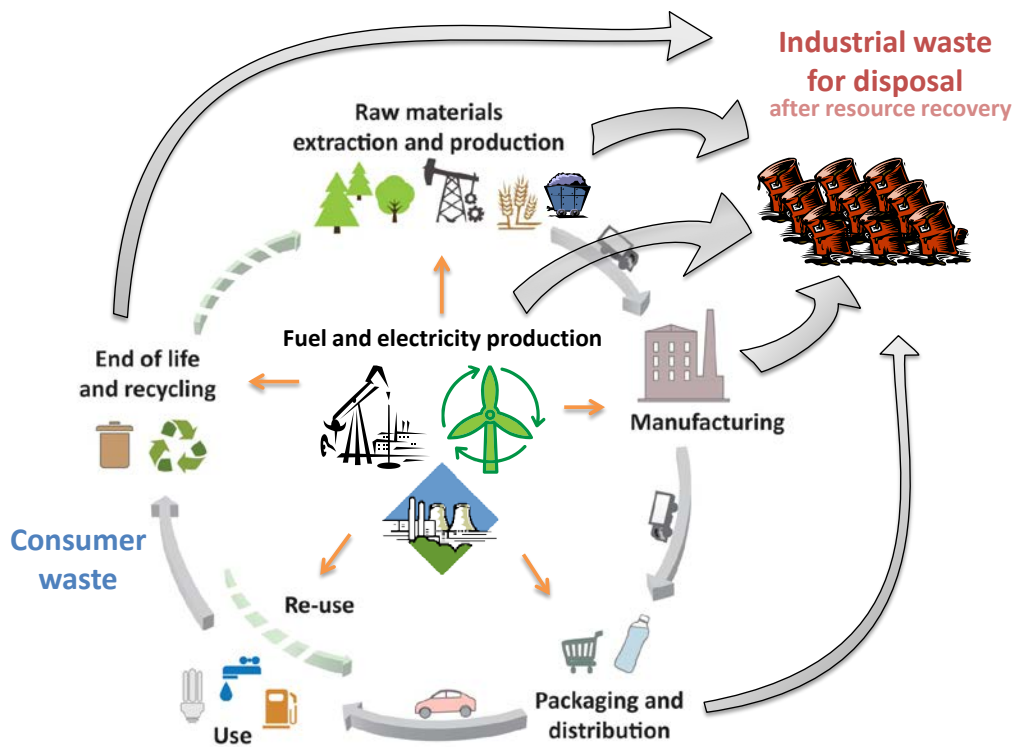 Industrial waste
for disposal
after resource recovery
Raw materials
extraction and production
Fuel and electricity production
End of life
and recycling
Manufacturing
Consumer
waste
Re-use
Packaging and
distribution
Use